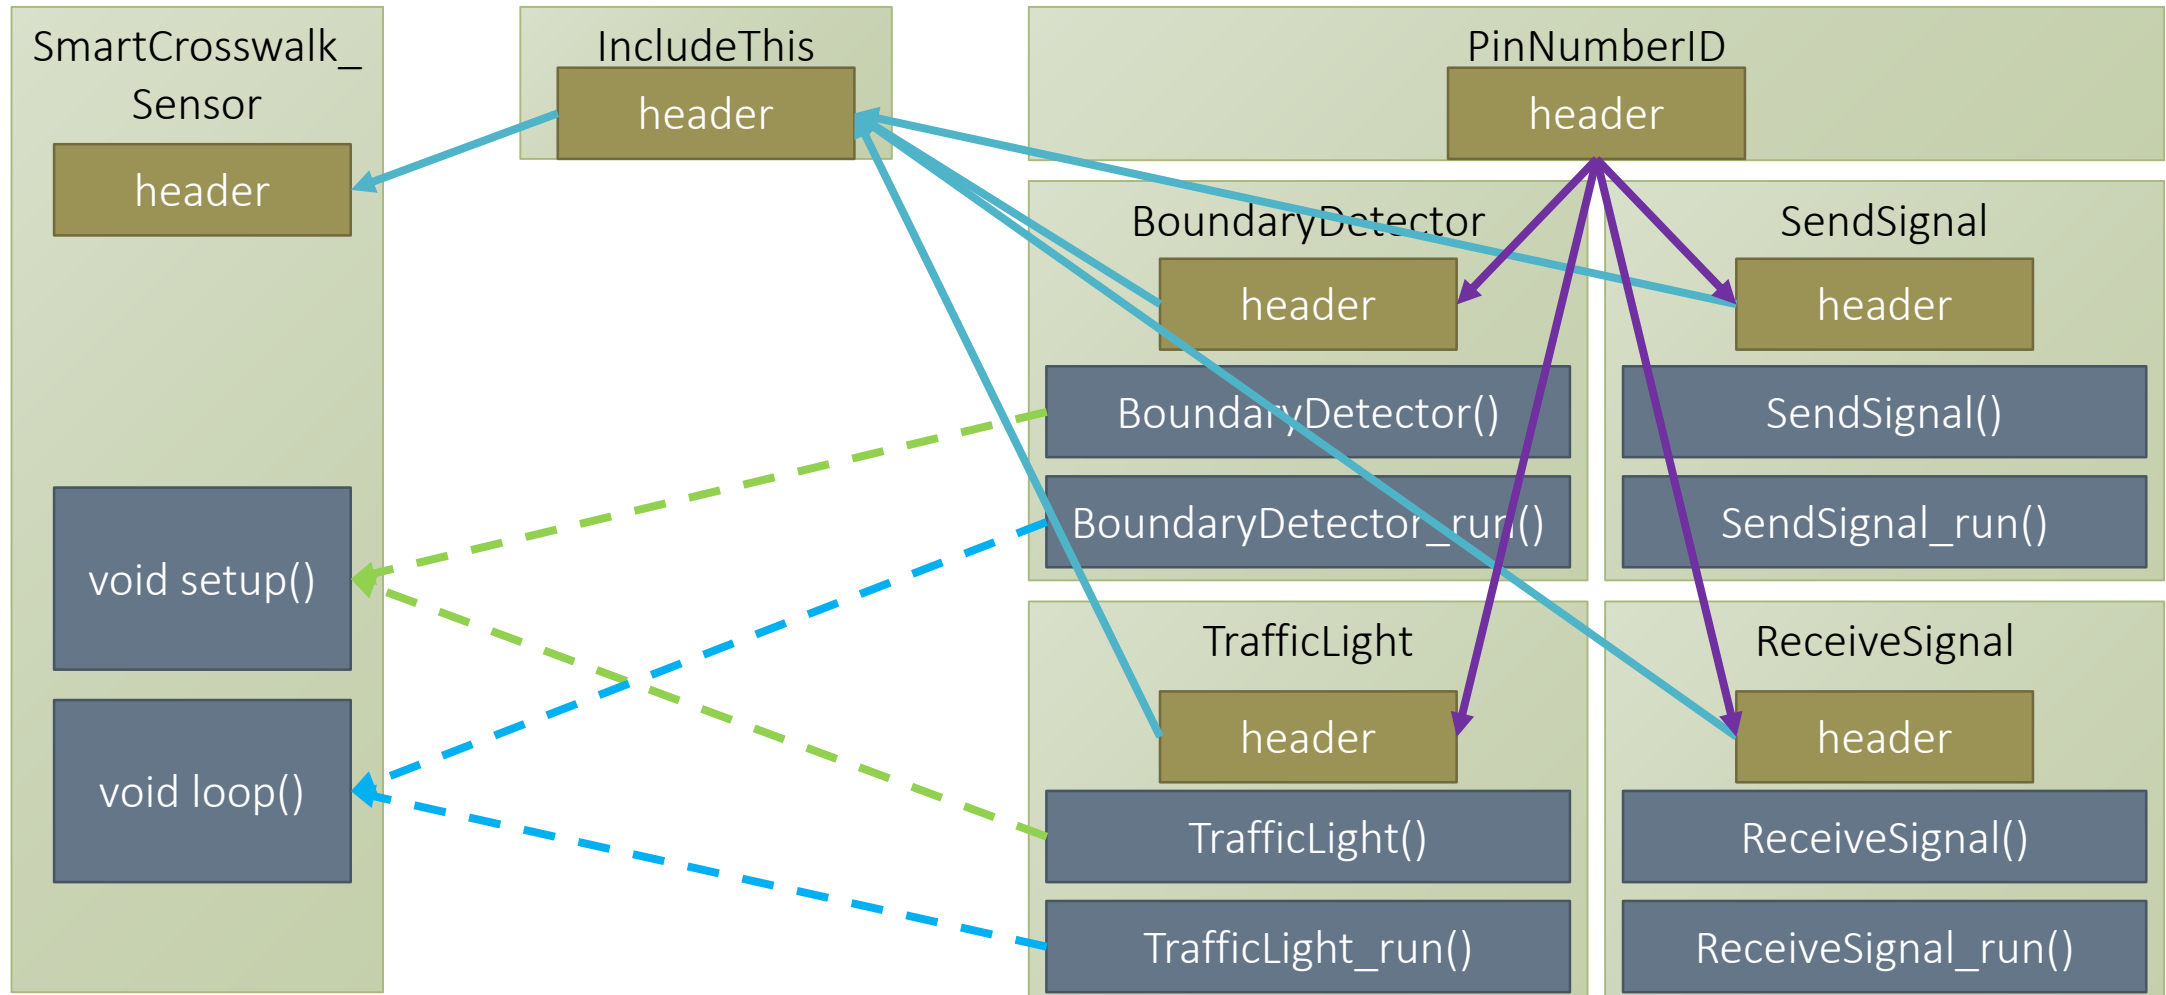 SmartCrosswalk_
Sensor
header
void setup()
void loop()
IncludeThis
header
PinNumberID
header
BoundaryDetector
header
BoundaryDetector()
BoundaryDetector_run()
SendSignal
header
SendSignal()
SendSignal_run()
TrafficLight
header
TrafficLight()
TrafficLight_run()
ReceiveSignal
header
ReceiveSignal()
ReceiveSignal_run()